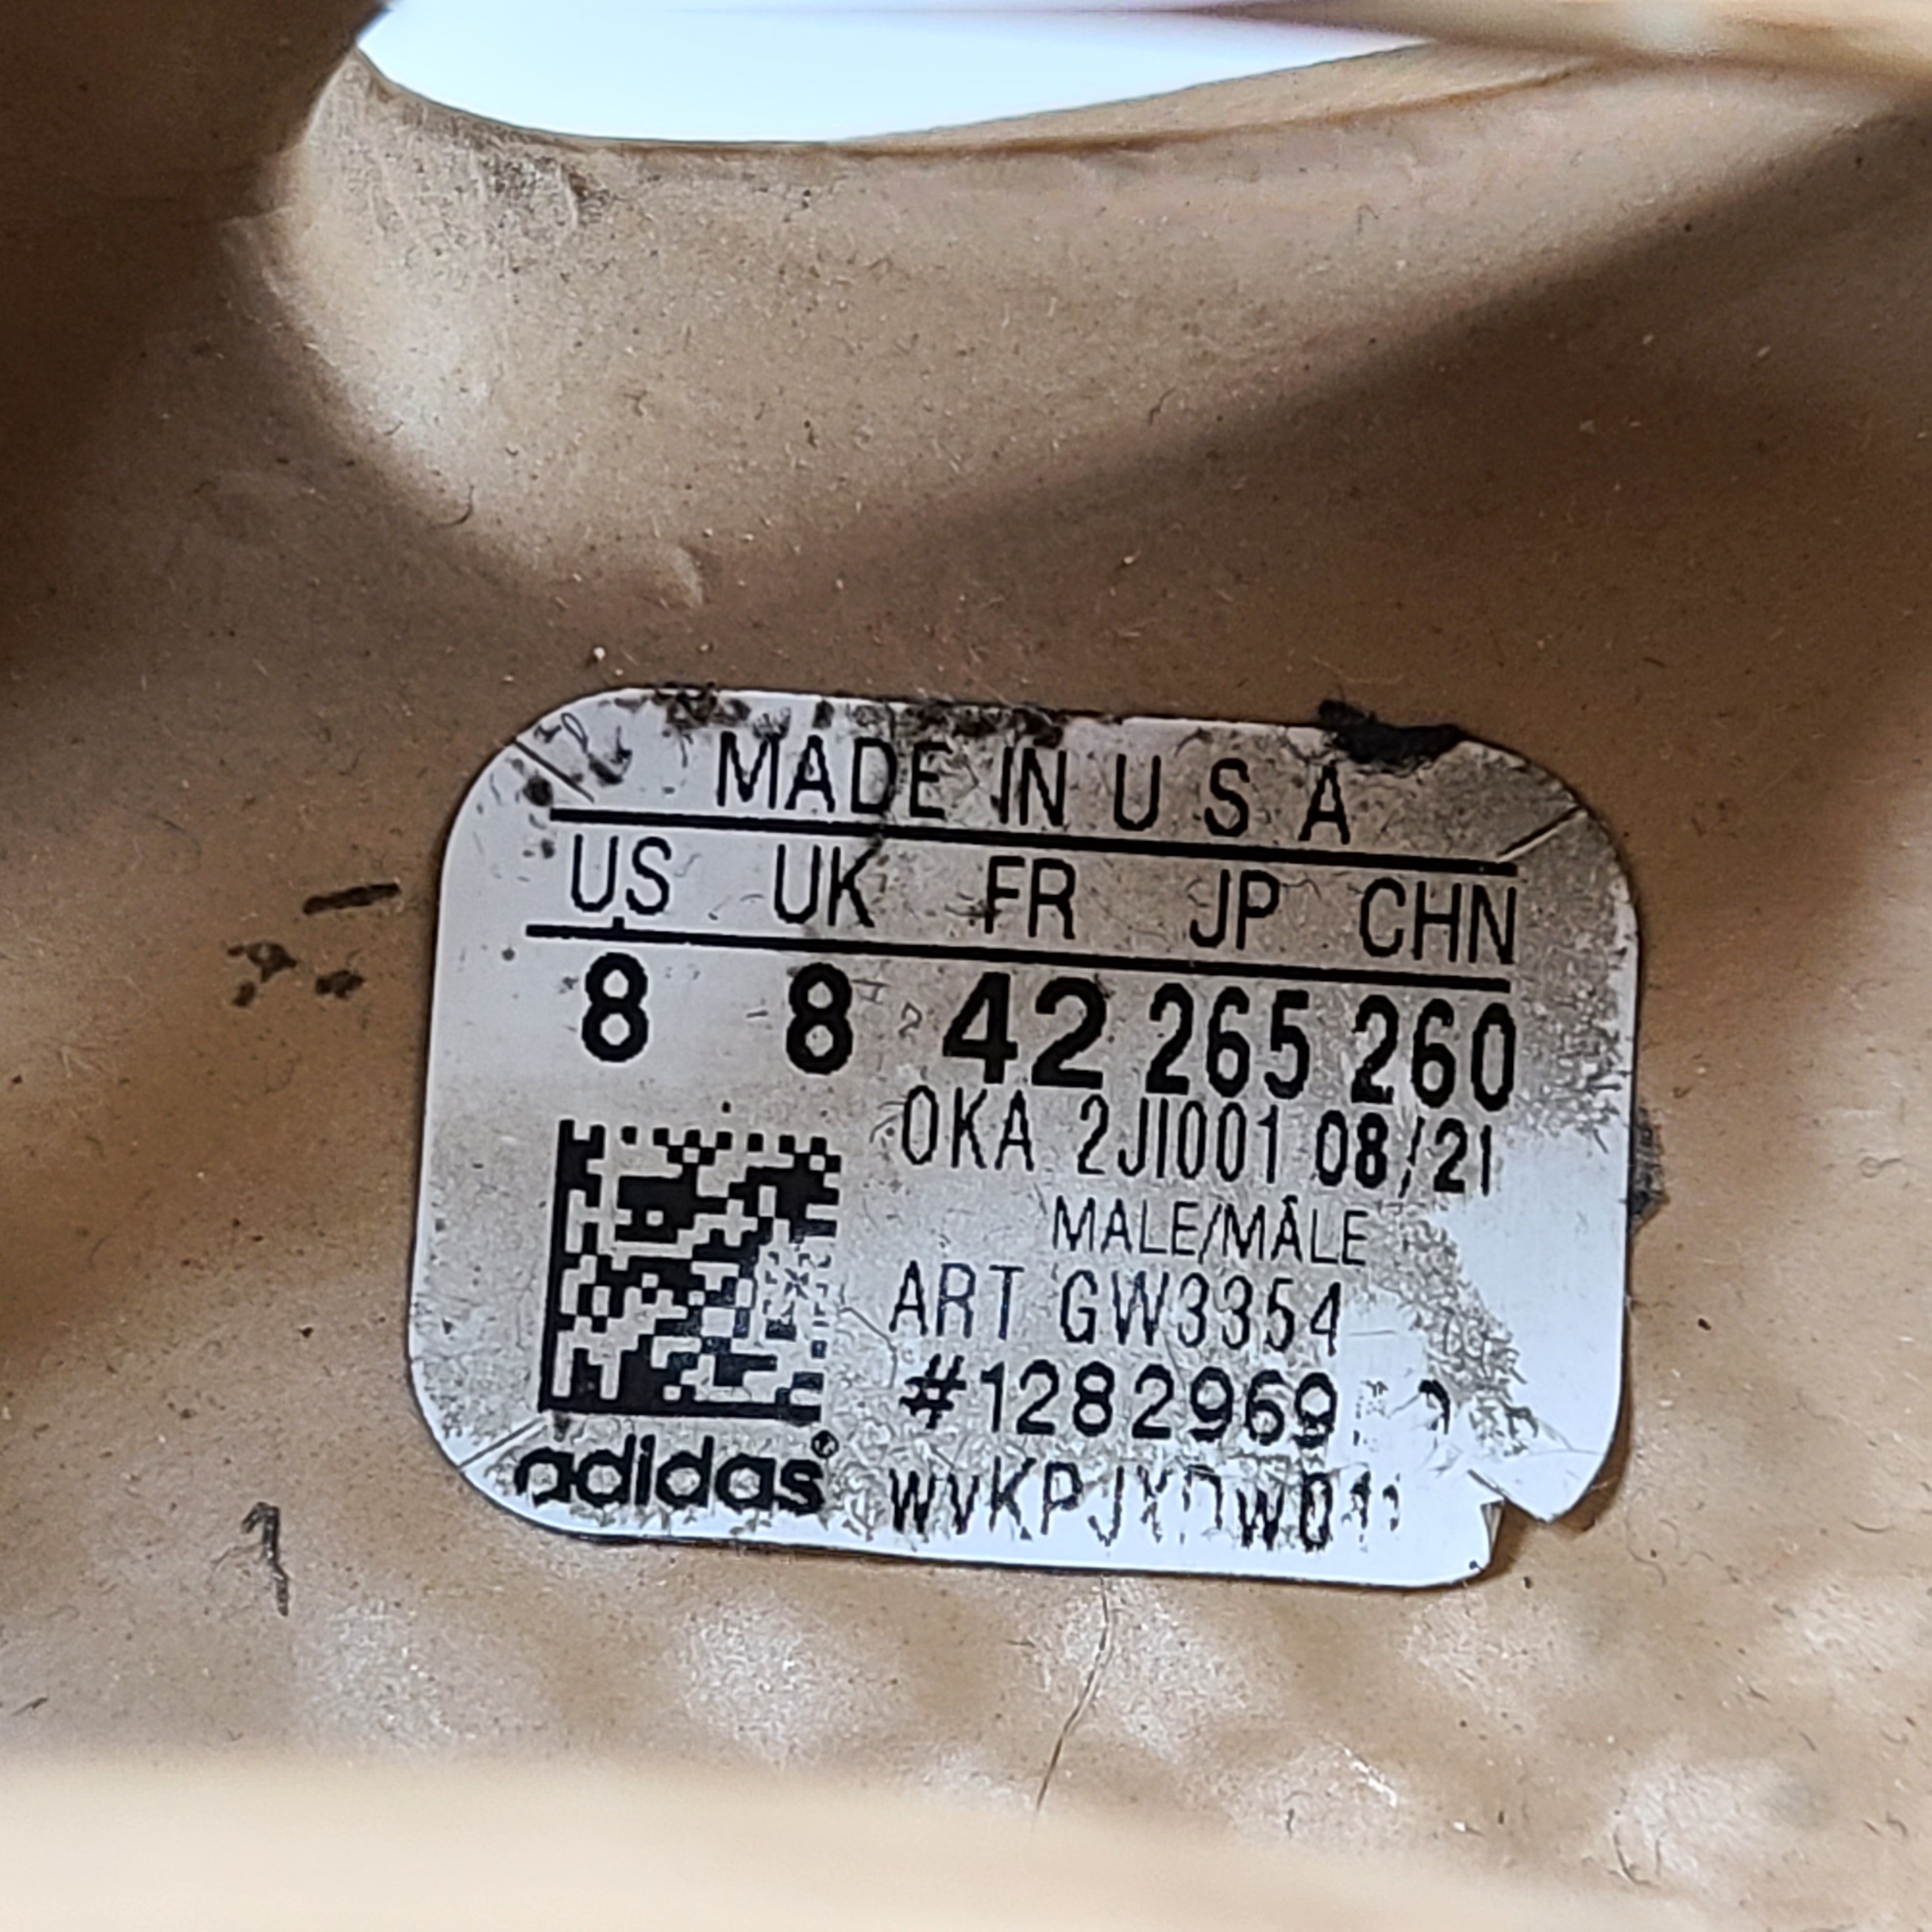 MADE IN U S A
US UK FR JP CHN
8 8 42 265 260
OKA 2JI001 08/21
MALE/MÂLE
ART GW3354
#1282969
adidas®
1